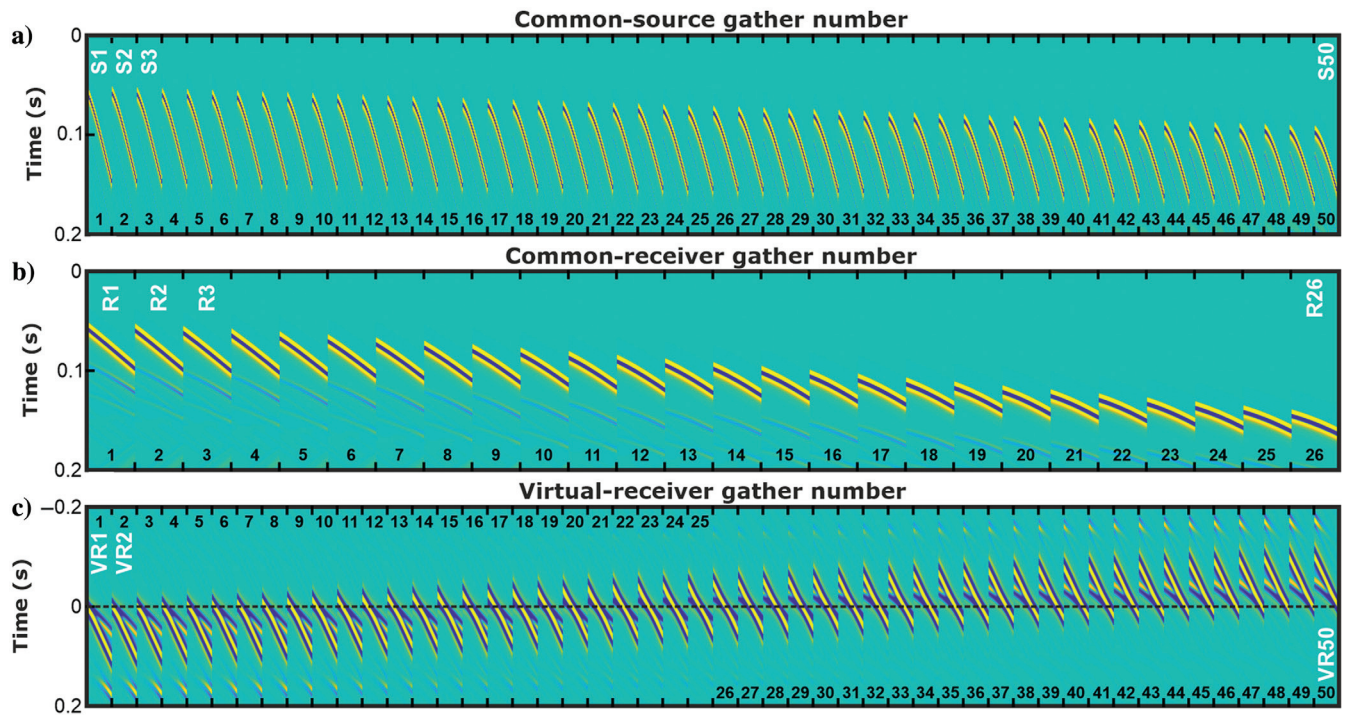 Common-source gather number
a)
0
S1 S2 S3 S50
Time (s)
0.1
1 2 3 4 5 6 7 8 9 10 11 12 13 14 15 16 17 18 19 20 21 22 23 24 25 26 27 28 29 30 31 32 33 34 35 36 37 38 39 40 41 42 43 44 45 46 47 48 49 50
0.2
Common-receiver gather number
b)
0
R1 R2 R3 R26
Time (s)
0.1
1 2 3 4 5 6 7 8 9 10 11 12 13 14 15 16 17 18 19 20 21 22 23 24 25 26
0.2
Virtual-receiver gather number
c)
−0.2
1 2 3 4 5 6 7 8 9 10 11 12 13 14 15 16 17 18 19 20 21 22 23 24 25
VR1 VR2
Time (s)
0
VR50
26 27 28 29 30 31 32 33 34 35 36 37 38 39 40 41 42 43 44 45 46 47 48 49 50
0.2